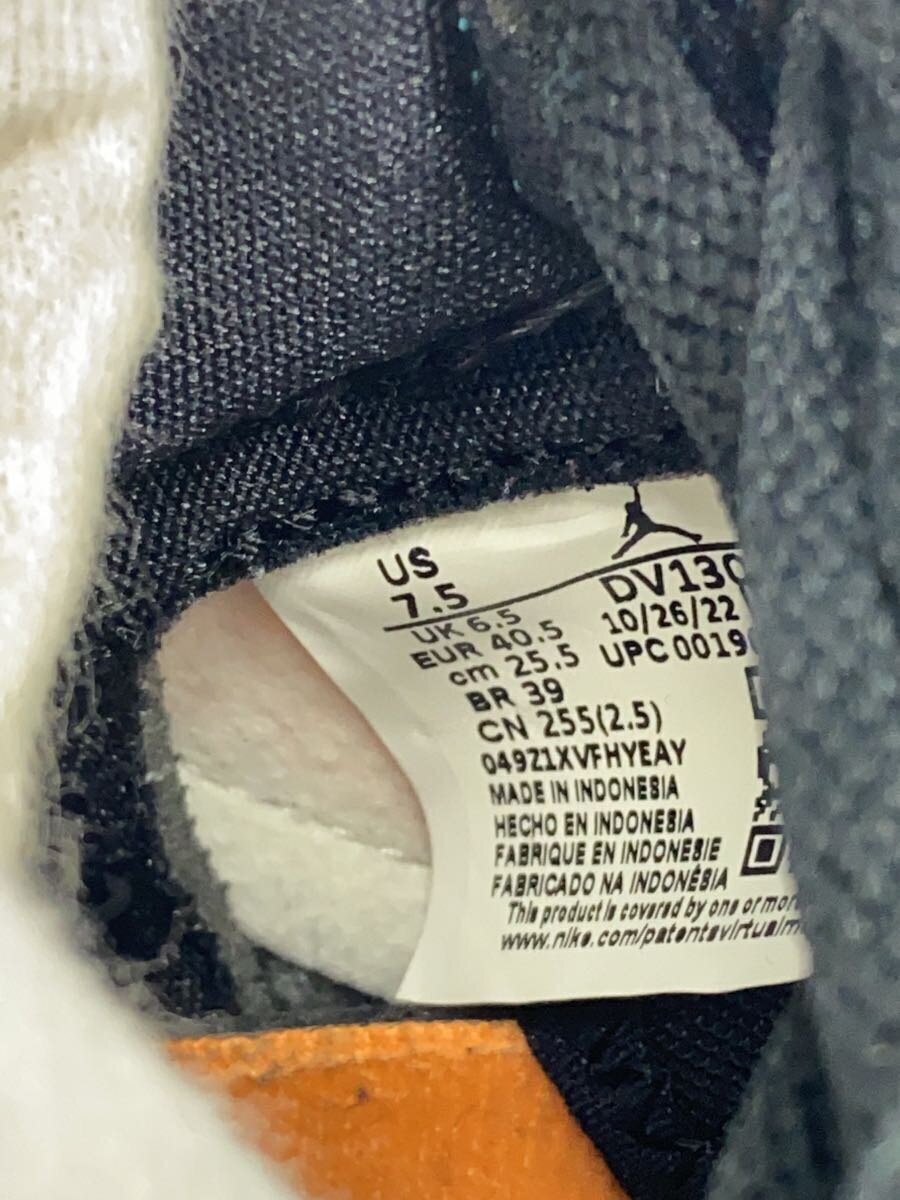 US
7.5
UK 6.5
EUR 40.5
cm 25.5
BR 39
CN 255(2.5)
DV130
10/26/22
UPC 0019
049Z1XVFHYEAY
MADE IN INDONESIA
HECHO EN INDONESIA
FABRIQUE EN INDONESIE
FABRICADO NA INDONÉSIA
This product is covered by one or mor
www.nike.com/patentsvirtualm